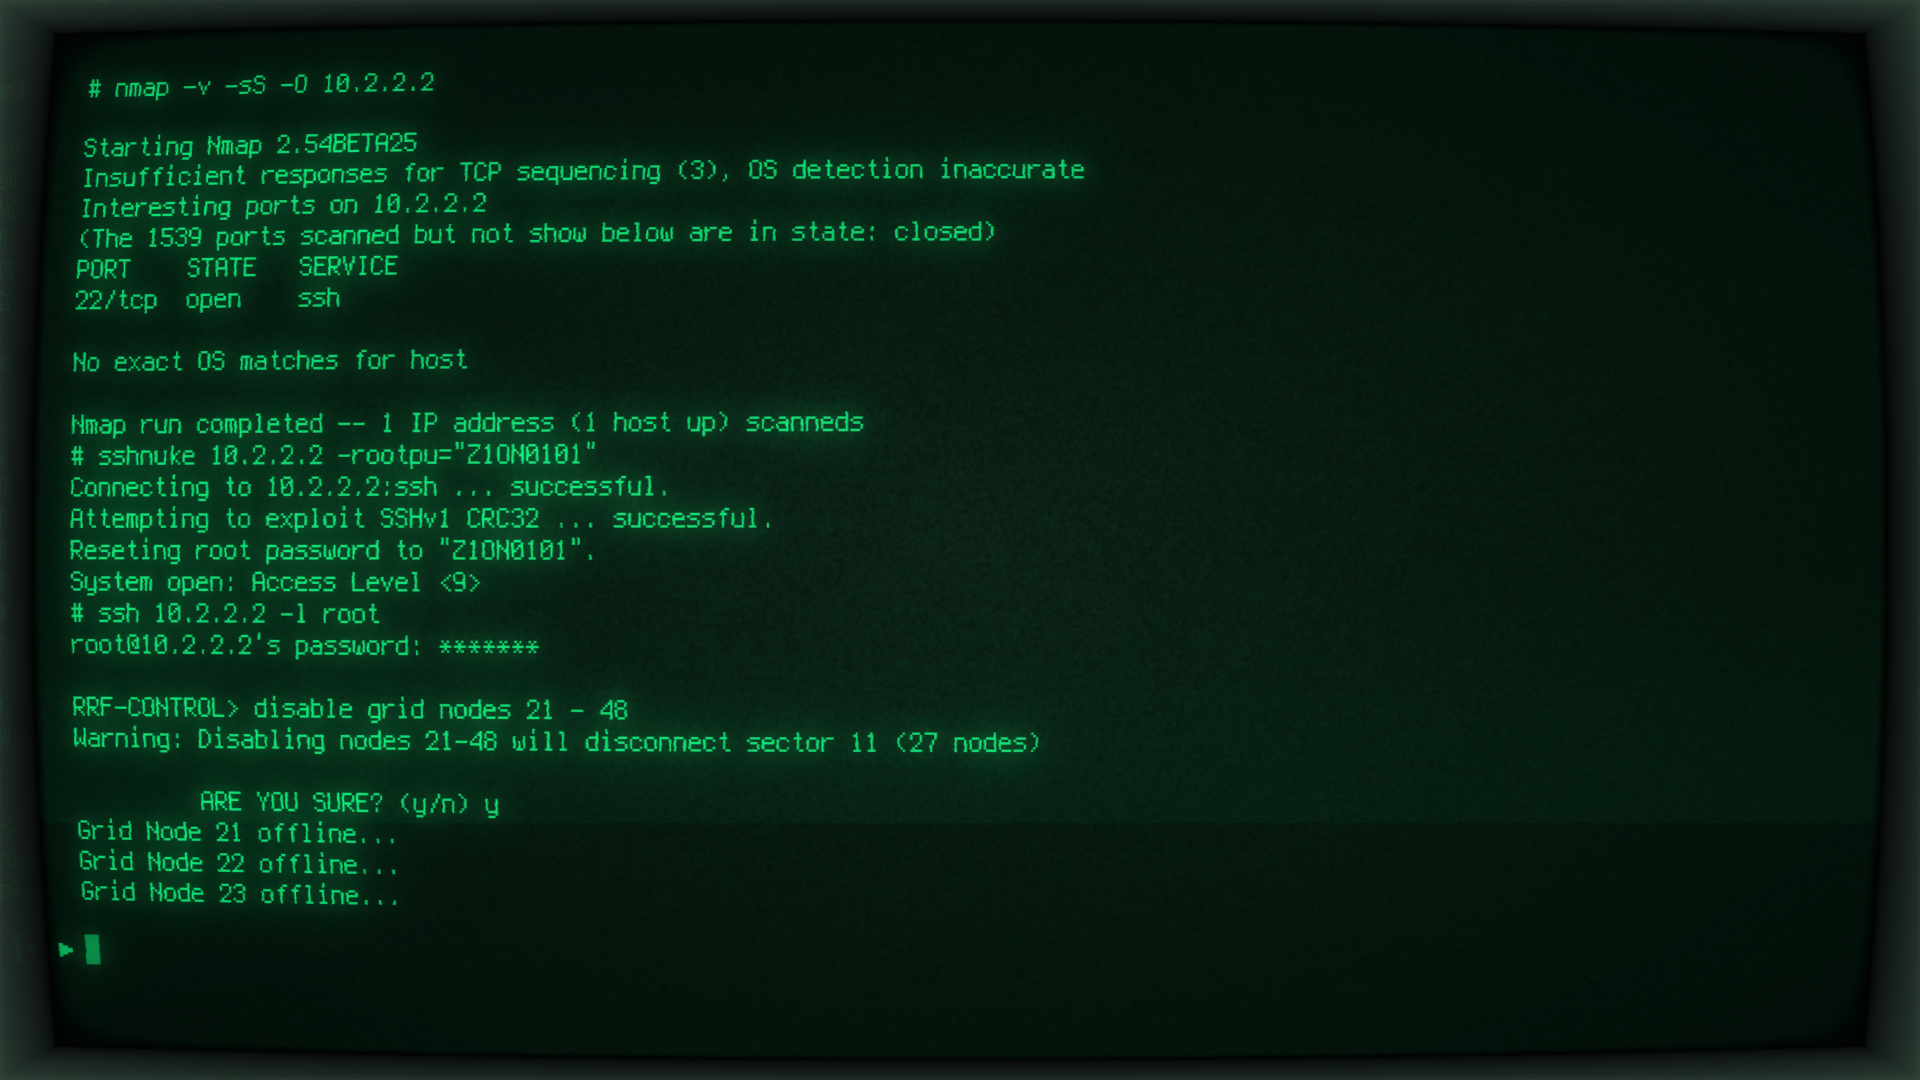 # nmap -v -sS -O 10.2.2.2
Starting Nmap 2.54BETA25
Insufficient responses for TCP sequencing (3), OS detection inaccurate
Interesting ports on 10.2.2.2
(The 1539 ports scanned but not show below are in state: closed)
PORT STATE SERVICE
22/tcp open ssh
No exact OS matches for host
Nmap run completed -- 1 IP address (1 host up) scanneds
# sshnuke 10.2.2.2 -rootpu="Z1ON0101"
Connecting to 10.2.2.2:ssh ... successful.
Attempting to exploit SSHv1 CRC32 ... successful.
Reseting root password to "Z1ON0101".
System open: Access Level <9>
# ssh 10.2.2.2 -l root
root@10.2.2.2's password: *******
RRF-CONTROL> disable grid nodes 21 - 48
Warning: Disabling nodes 21-48 will disconnect sector 11 (27 nodes)
ARE YOU SURE? (y/n) y
Grid Node 21 offline...
Grid Node 22 offline...
Grid Node 23 offline...